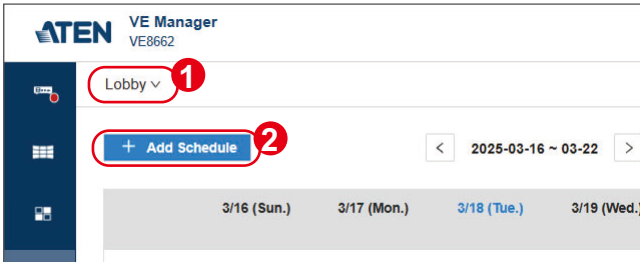 ATEN VE Manager
VE8662
Lobby 1
+ Add Schedule 2
< 2025-03-16 ~ 03-22 >
3/16 (Sun.) 3/17 (Mon.) 3/18 (Tue.) 3/19 (Wed.)